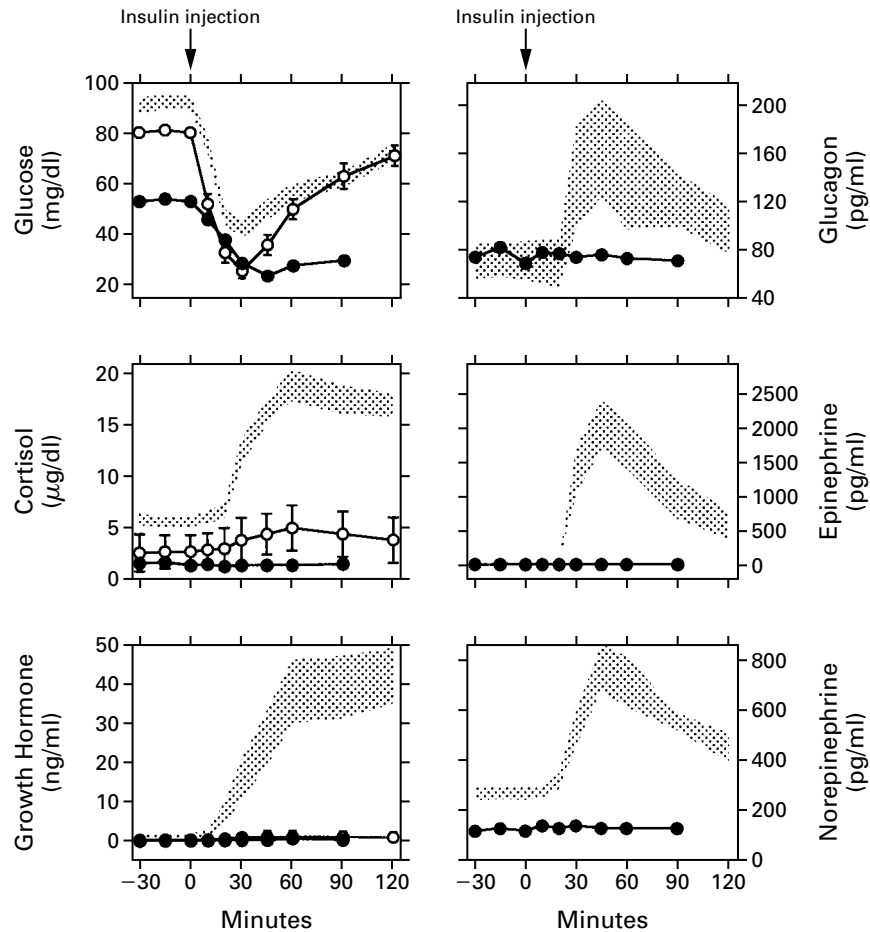 Insulin injection
Insulin injection
Glucose
(mg/dl)
100
80
60
40
20
200
160
120
80
40
Glucagon
(pg/ml)
Cortisol
(μg/dl)
20
15
10
5
0
2500
2000
1500
1000
500
0
Epinephrine
(pg/ml)
Growth Hormone
(ng/ml)
50
40
30
20
10
0
800
600
400
200
0
Norepinephrine
(pg/ml)
−30 0 30 60 90 120
−30 0 30 60 90 120
Minutes
Minutes